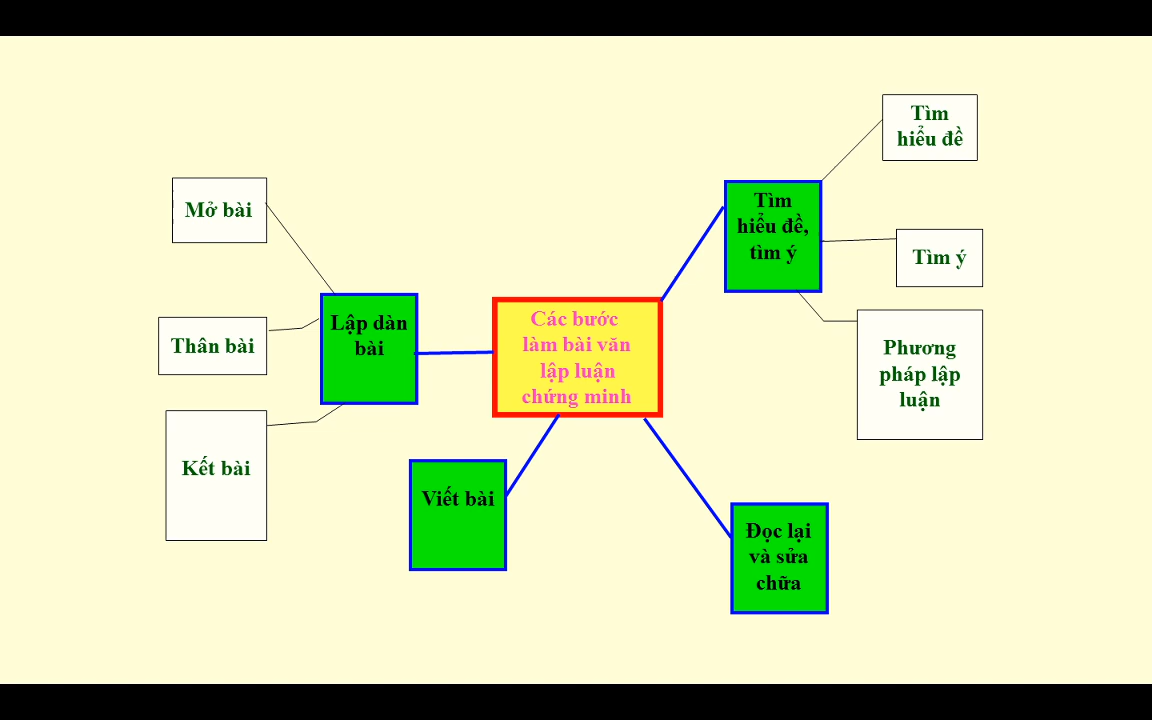 Các bước
làm bài văn
lập luận
chứng minh
Tìm
hiểu đề,
tìm ý
Tìm
hiểu đề
Tìm ý
Phương
pháp lập
luận
Lập dàn
bài
Mở bài
Thân bài
Kết bài
Viết bài
Đọc lại
và sửa
chữa